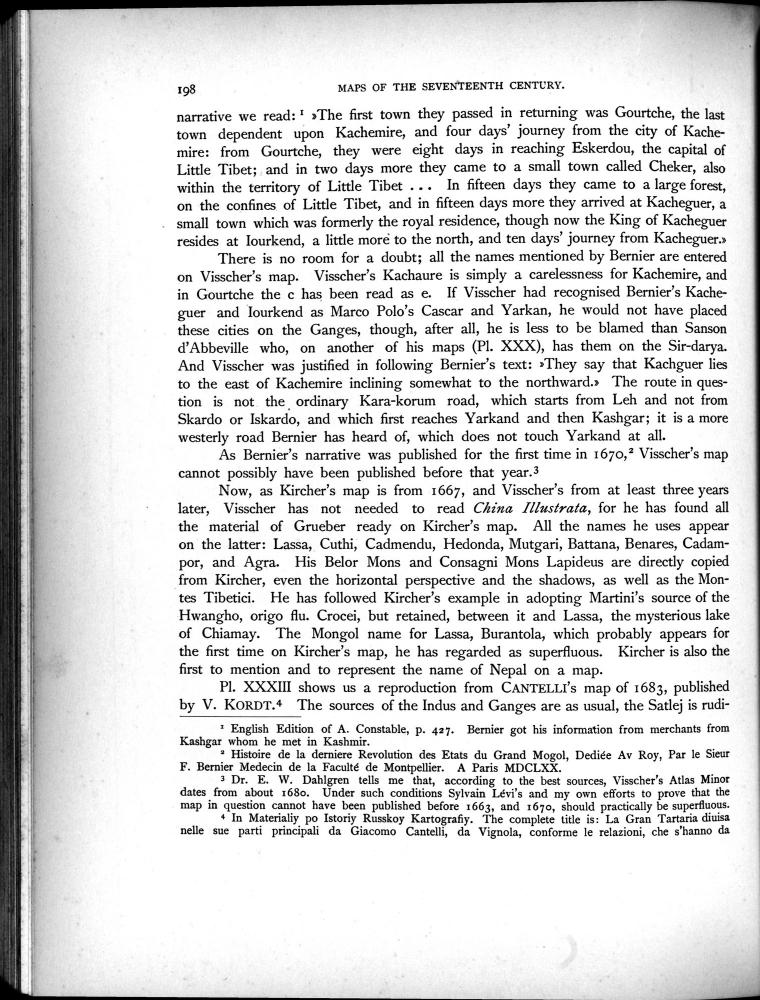 198
MAPS OF THE SEVENTEENTH CENTURY.
narrative we read: ¹ »The first town they passed in returning was Gourtche, the last
town dependent upon Kachemire, and four days' journey from the city of Kache-
mire: from Gourtche, they were eight days in reaching Eskerdou, the capital of
Little Tibet; and in two days more they came to a small town called Cheker, also
within the territory of Little Tibet ... In fifteen days they came to a large forest,
on the confines of Little Tibet, and in fifteen days more they arrived at Kacheguer, a
small town which was formerly the royal residence, though now the King of Kacheguer
resides at Iourkend, a little more to the north, and ten days' journey from Kacheguer.»
There is no room for a doubt; all the names mentioned by Bernier are entered
on Visscher's map. Visscher's Kachaure is simply a carelessness for Kachemire, and
in Gourtche the c has been read as e. If Visscher had recognised Bernier's Kache-
guer and Iourkend as Marco Polo's Cascar and Yarkan, he would not have placed
these cities on the Ganges, though, after all, he is less to be blamed than Sanson
d'Abbeville who, on another of his maps (Pl. XXX), has them on the Sir-darya.
And Visscher was justified in following Bernier's text: »They say that Kachguer lies
to the east of Kachemire inclining somewhat to the northward.» The route in ques-
tion is not the ordinary Kara-korum road, which starts from Leh and not from
Skardo or Iskardo, and which first reaches Yarkand and then Kashgar; it is a more
westerly road Bernier has heard of, which does not touch Yarkand at all.
As Bernier's narrative was published for the first time in 1670,² Visscher's map
cannot possibly have been published before that year.³
Now, as Kircher's map is from 1667, and Visscher's from at least three years
later, Visscher has not needed to read China Illustrata, for he has found all
the material of Grueber ready on Kircher's map. All the names he uses appear
on the latter: Lassa, Cuthi, Cadmendu, Hedonda, Mutgari, Battana, Benares, Cadam-
por, and Agra. His Belor Mons and Consagni Mons Lapideus are directly copied
from Kircher, even the horizontal perspective and the shadows, as well as the Mon-
tes Tibetici. He has followed Kircher's example in adopting Martini's source of the
Hwangho, origo flu. Crocei, but retained, between it and Lassa, the mysterious lake
of Chiamay. The Mongol name for Lassa, Burantola, which probably appears for
the first time on Kircher's map, he has regarded as superfluous. Kircher is also the
first to mention and to represent the name of Nepal on a map.
Pl. XXXIII shows us a reproduction from CANTELLI's map of 1683, published
by V. KORDT.⁴ The sources of the Indus and Ganges are as usual, the Satlej is rudi-
¹ English Edition of A. Constable, p. 427. Bernier got his information from merchants from
Kashgar whom he met in Kashmir.
² Histoire de la derniere Revolution des Etats du Grand Mogol, Dediée Av Roy, Par le Sieur
F. Bernier Medecin de la Faculté de Montpellier. A Paris MDCLXX.
³ Dr. E. W. Dahlgren tells me that, according to the best sources, Visscher's Atlas Minor
dates from about 1680. Under such conditions Sylvain Lévi's and my own efforts to prove that the
map in question cannot have been published before 1663, and 1670, should practically be superfluous.
⁴ In Materialiy po Istoriy Russkoy Kartografiy. The complete title is: La Gran Tartaria diuisa
nelle sue parti principali da Giacomo Cantelli, da Vignola, conforme le relazioni, che s'hanno da